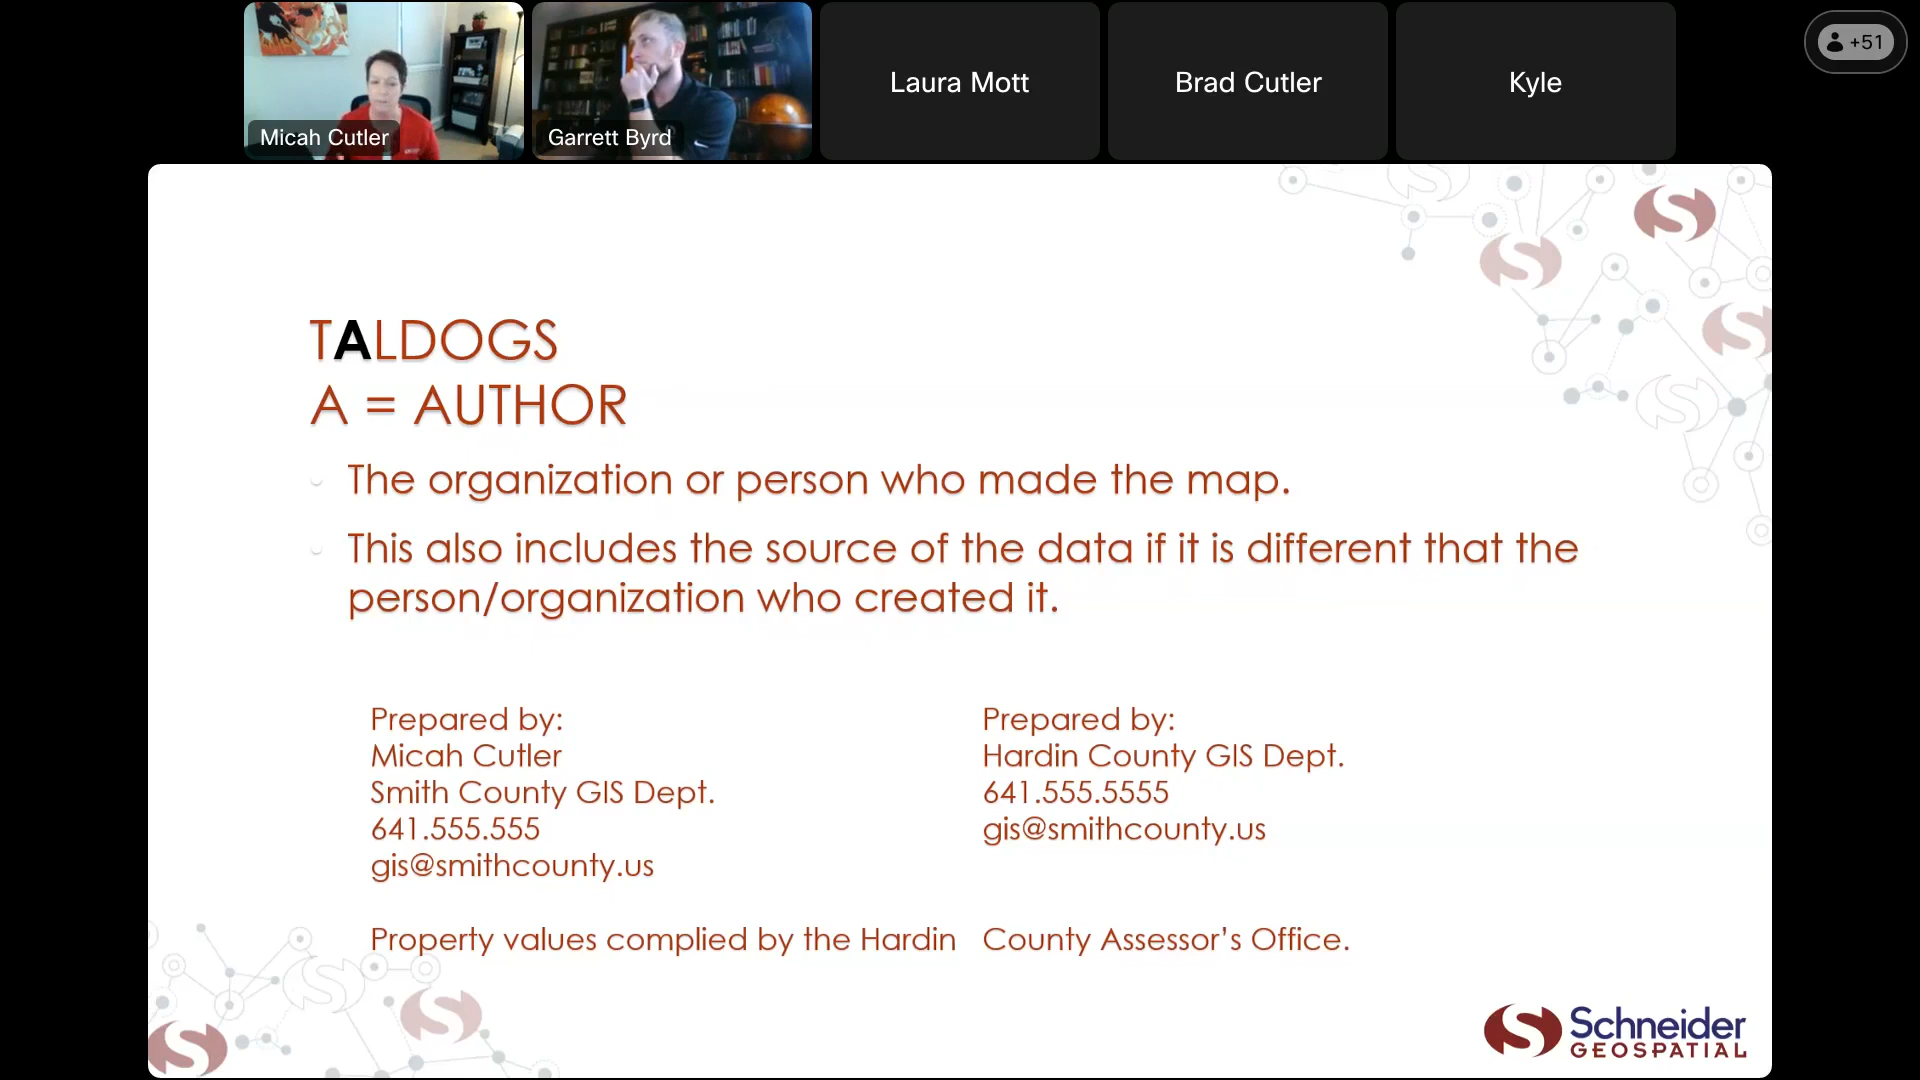 Micah Cutler
Garrett Byrd
Laura Mott
Brad Cutler
Kyle
+51
TALDOGS
A = AUTHOR
The organization or person who made the map.
This also includes the source of the data if it is different that the
person/organization who created it.
Prepared by:
Micah Cutler
Smith County GIS Dept.
641.555.555
gis@smithcounty.us
Prepared by:
Hardin County GIS Dept.
641.555.5555
gis@smithcounty.us
Property values complied by the Hardin County Assessor’s Office.
Schneider
GEOSPATIAL